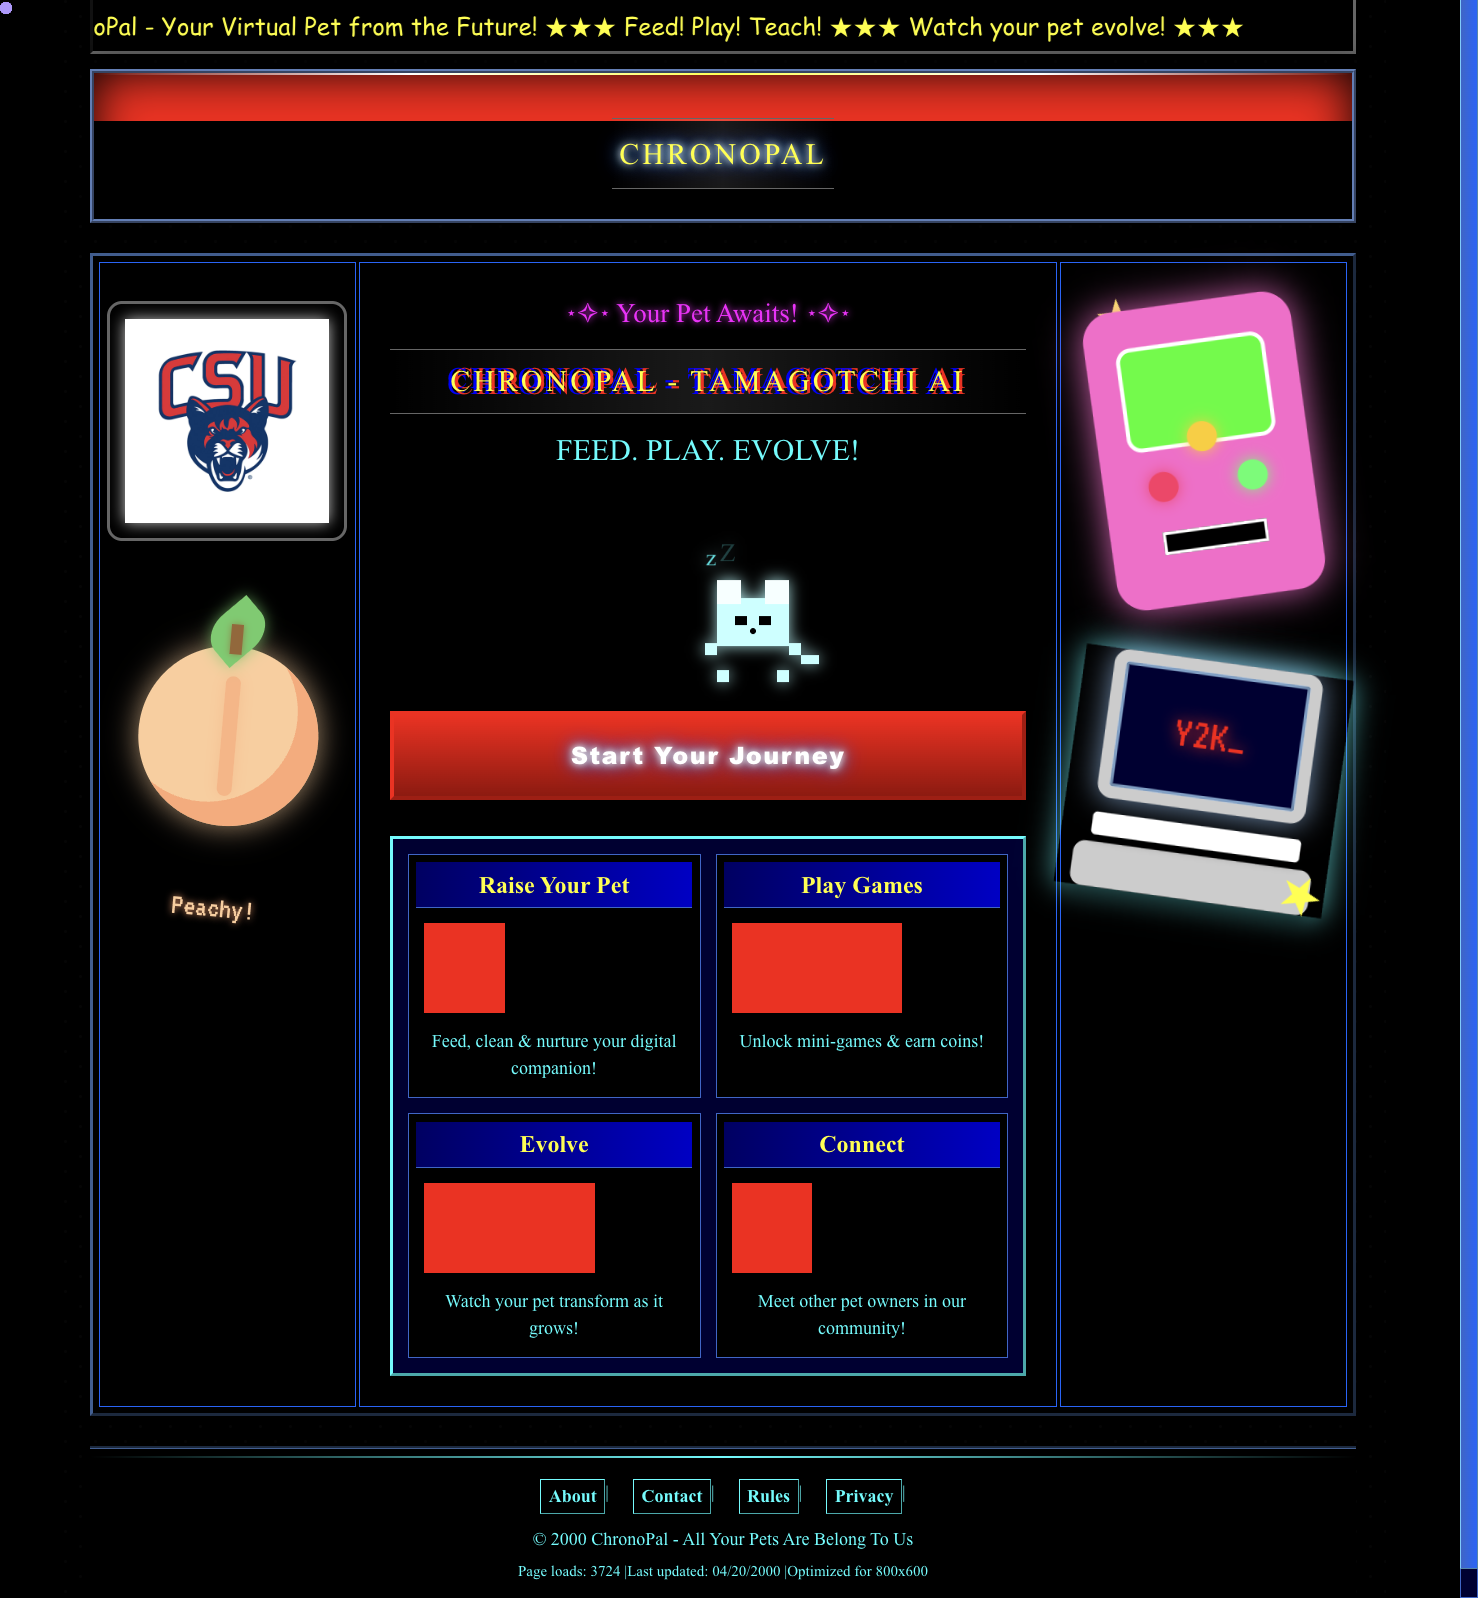 oPal - Your Virtual Pet from the Future! ★★★ Feed! Play! Teach! ★★★ Watch your pet evolve! ★★★
CHRONOPAL
CSU
⋆✧⋆ Your Pet Awaits! ⋆✧⋆
CHRONOPAL - TAMAGOTCHI AI
FEED. PLAY. EVOLVE!
z Z
Start Your Journey
Y2K_
Peachy!
Raise Your Pet
Feed, clean & nurture your digital
companion!
Play Games
Unlock mini-games & earn coins!
Evolve
Watch your pet transform as it
grows!
Connect
Meet other pet owners in our
community!
About | Contact | Rules | Privacy |
© 2000 ChronoPal - All Your Pets Are Belong To Us
Page loads: 3724 |Last updated: 04/20/2000 |Optimized for 800x600